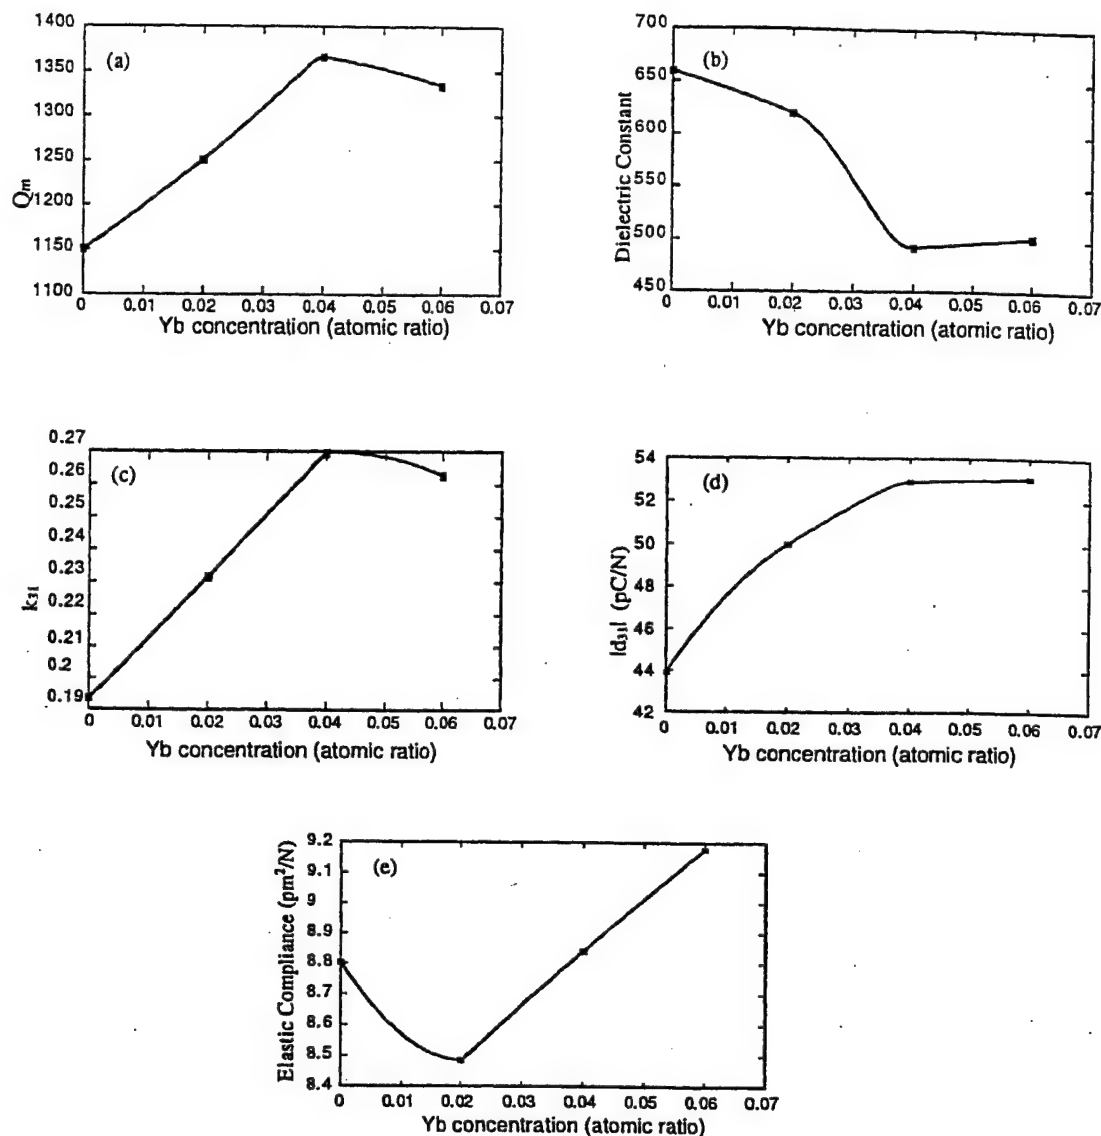 (a)
1400
1350
1300
1250
1200
1150
1100
Qm
0 0.01 0.02 0.03 0.04 0.05 0.06 0.07
Yb concentration (atomic ratio)
(b)
700
650
600
550
500
450
Dielectric Constant
0 0.01 0.02 0.03 0.04 0.05 0.06 0.07
Yb concentration (atomic ratio)
(c)
0.27
0.26
0.25
0.24
0.23
0.22
0.21
0.2
0.19
k31
0 0.01 0.02 0.03 0.04 0.05 0.06 0.07
Yb concentration (atomic ratio)
(d)
54
52
50
48
46
44
42
|d31| (pC/N)
0 0.01 0.02 0.03 0.04 0.05 0.06 0.07
Yb concentration (atomic ratio)
(e)
9.2
9.1
9
8.9
8.8
8.7
8.6
8.5
8.4
Elastic Compliance (pm²/N)
0 0.01 0.02 0.03 0.04 0.05 0.06 0.07
Yb concentration (atomic ratio)